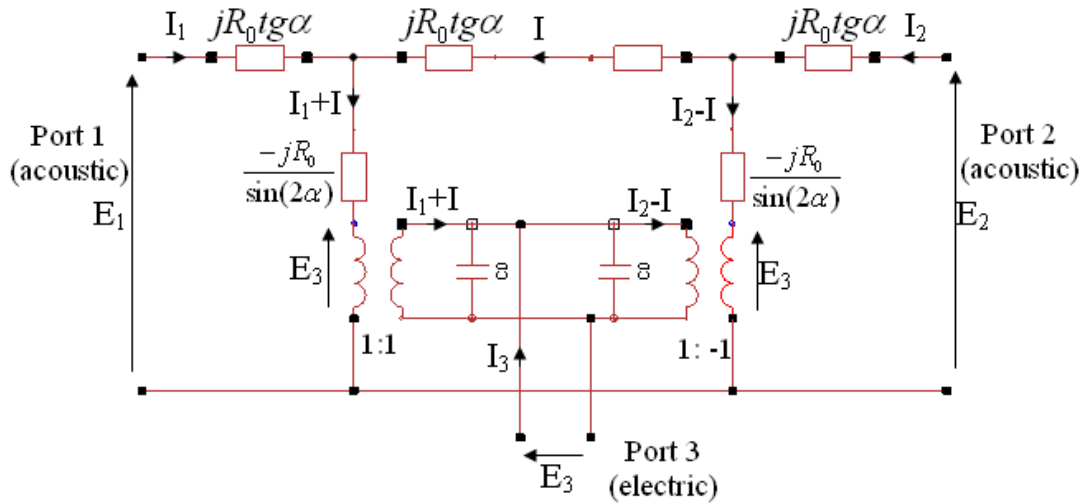 I₁
jR₀tgα
jR₀tgα
I
jR₀tgα
I₂
I₁+I
I₂-I
Port 1
(acoustic)
Port 2
(acoustic)
-jR₀
sin(2α)
-jR₀
sin(2α)
I₁+I
I₂-I
E₁
E₂
E₃
8
8
E₃
1:1
I₃
1: -1
E₃
Port 3
(electric)